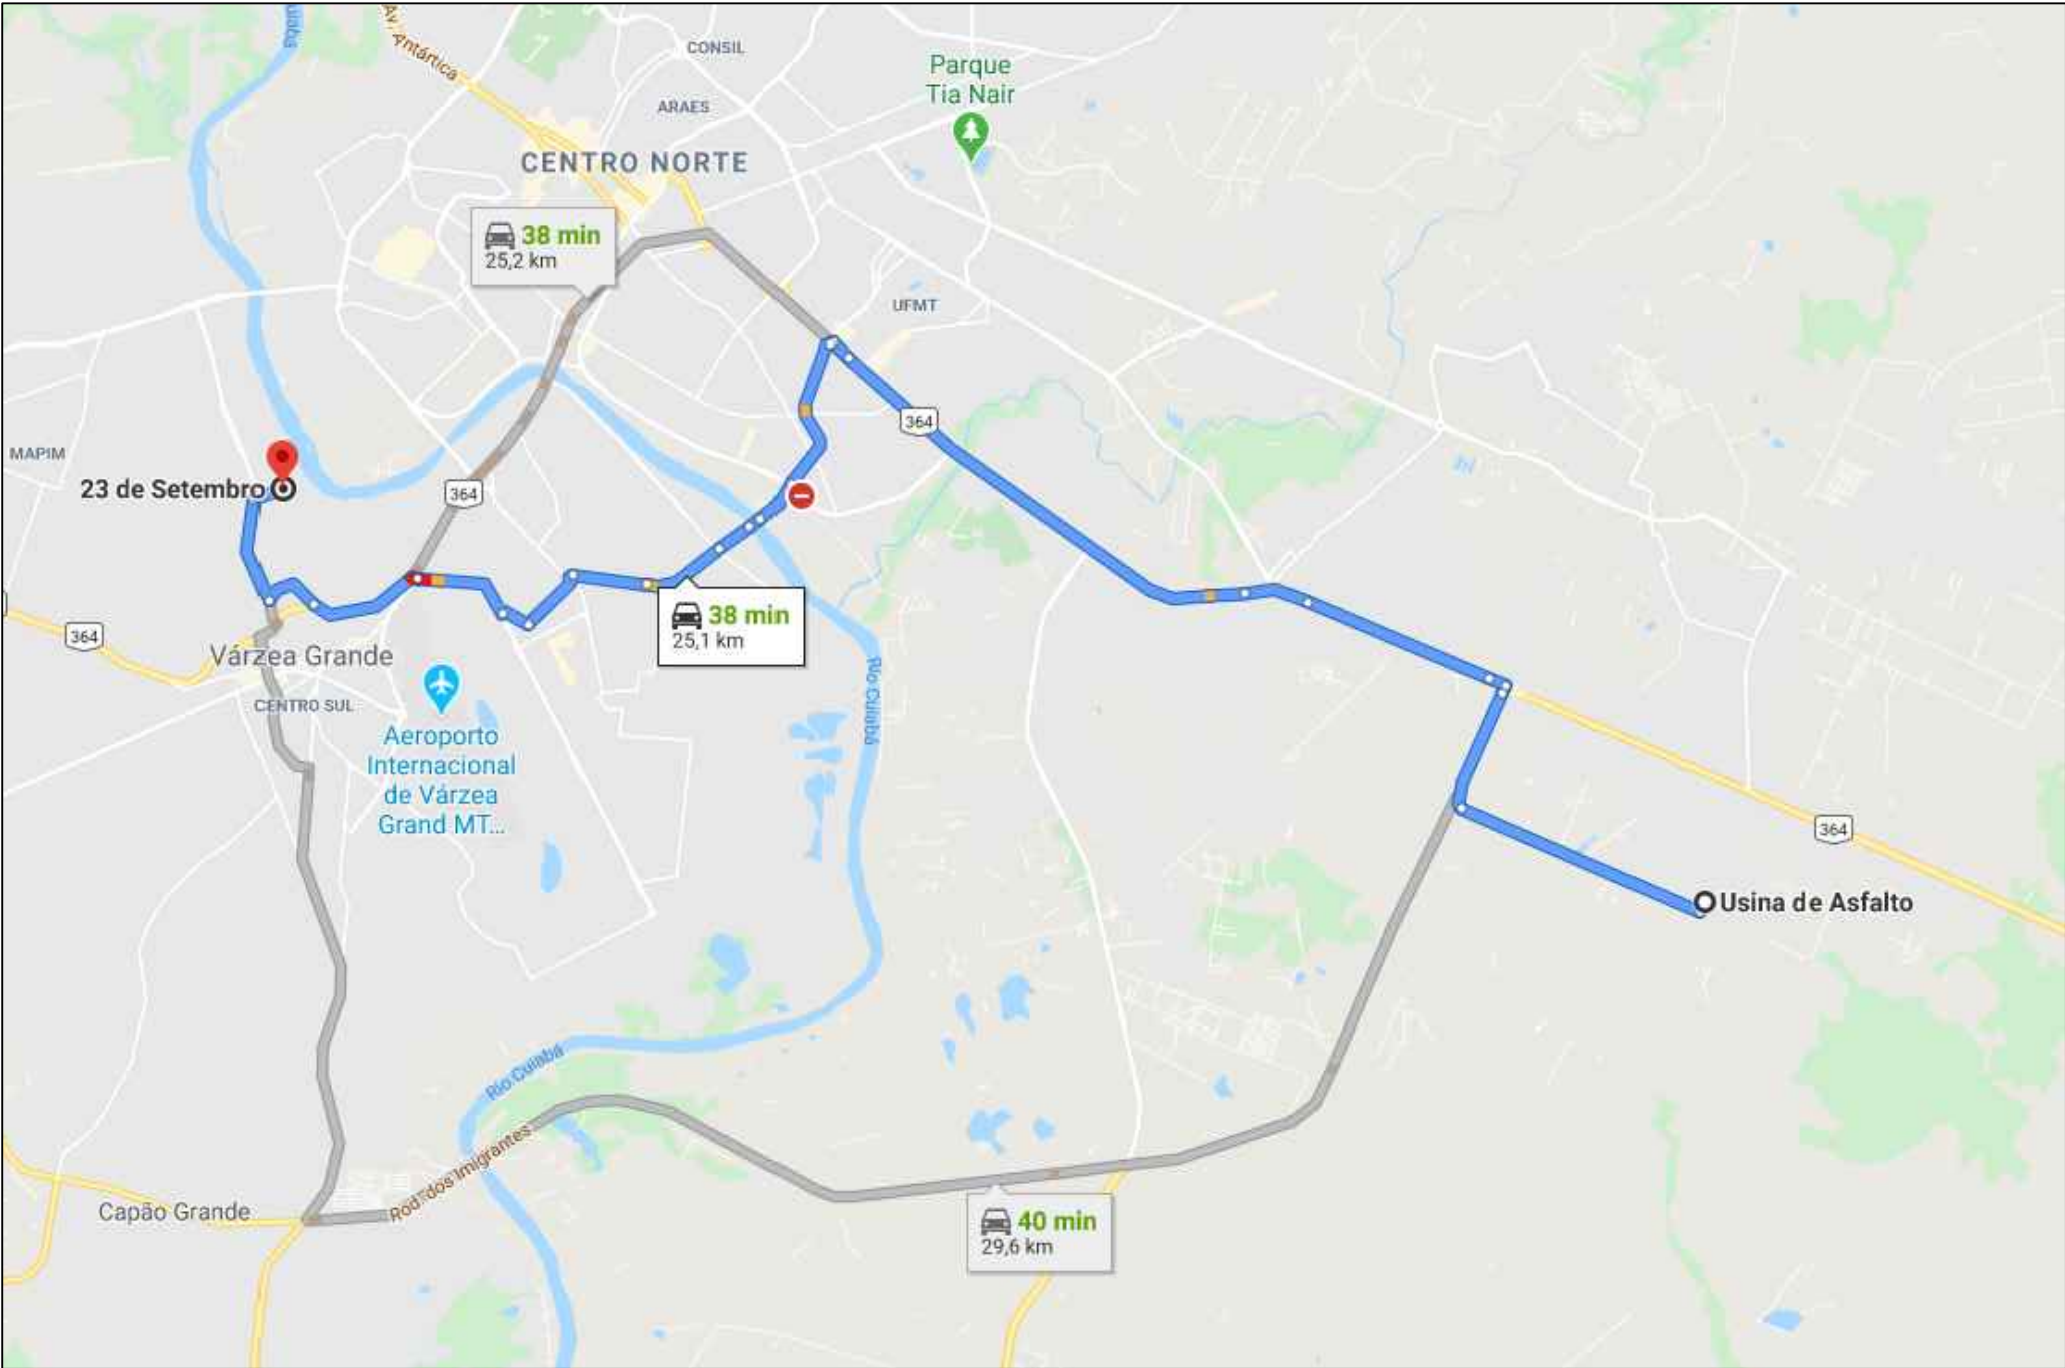 uiabá
Av. Antártica
CONSIL
ARAES
Parque
Tia Nair
CENTRO NORTE
38 min
25,2 km
UFMT
364
MAPIM
23 de Setembro
364
38 min
25,1 km
364
Várzea Grande
CENTRO SUL
Rio Cuiabá
Aeroporto
Internacional
de Várzea
Grand MT...
364
Usina de Asfalto
Rio Cuiabá
Rod. dos Imigrantes
Capão Grande
40 min
29,6 km